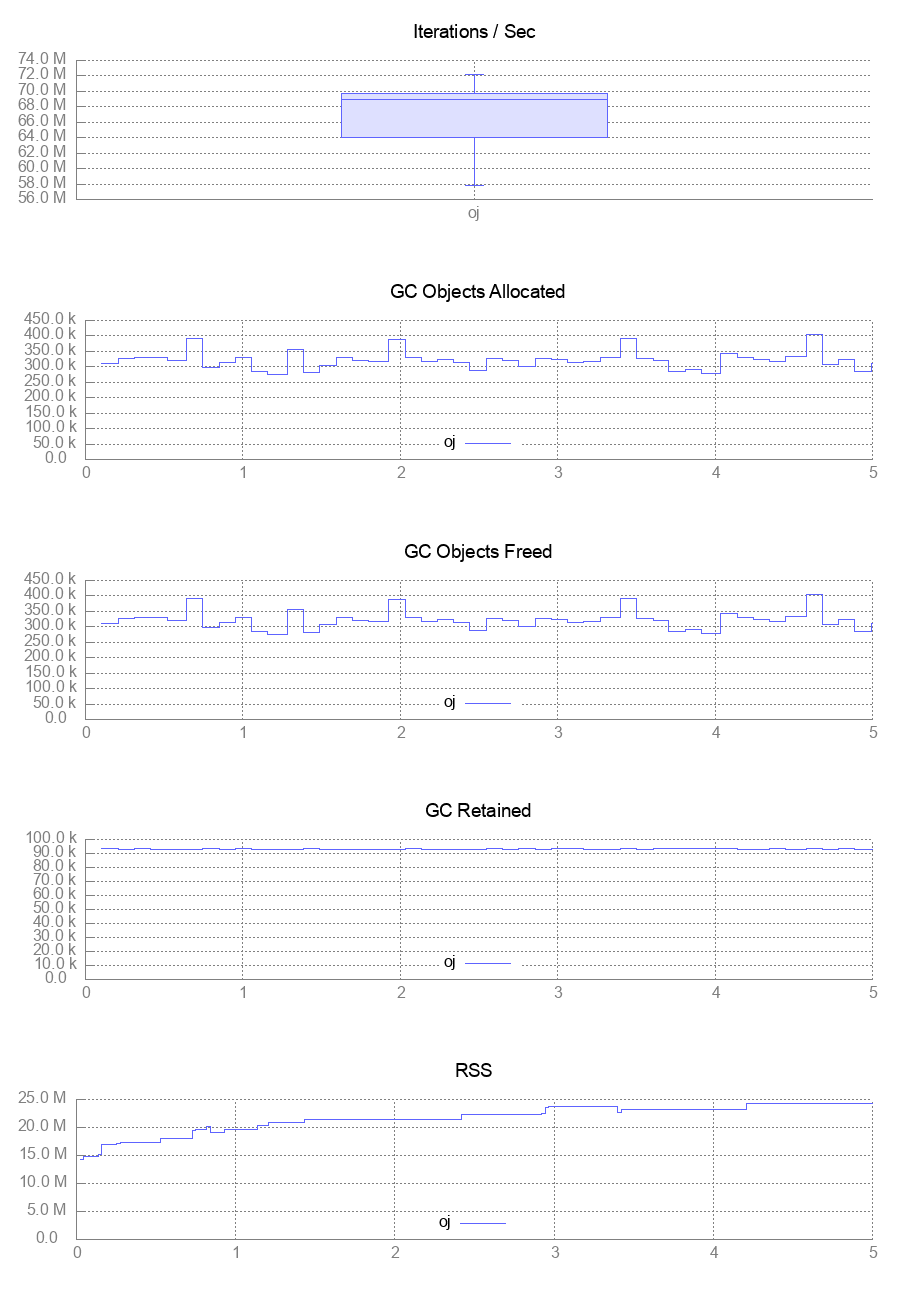 Iterations / Sec
74.0 M
72.0 M
70.0 M
68.0 M
66.0 M
64.0 M
62.0 M
60.0 M
58.0 M
56.0 M
oj
GC Objects Allocated
450.0 k
400.0 k
350.0 k
300.0 k
250.0 k
200.0 k
150.0 k
100.0 k
50.0 k
0.0
oj
0 1 2 3 4 5
GC Objects Freed
450.0 k
400.0 k
350.0 k
300.0 k
250.0 k
200.0 k
150.0 k
100.0 k
50.0 k
0.0
oj
0 1 2 3 4 5
GC Retained
100.0 k
90.0 k
80.0 k
70.0 k
60.0 k
50.0 k
40.0 k
30.0 k
20.0 k
10.0 k
0.0
oj
0 1 2 3 4 5
RSS
25.0 M
20.0 M
15.0 M
10.0 M
5.0 M
0.0
oj
0 1 2 3 4 5